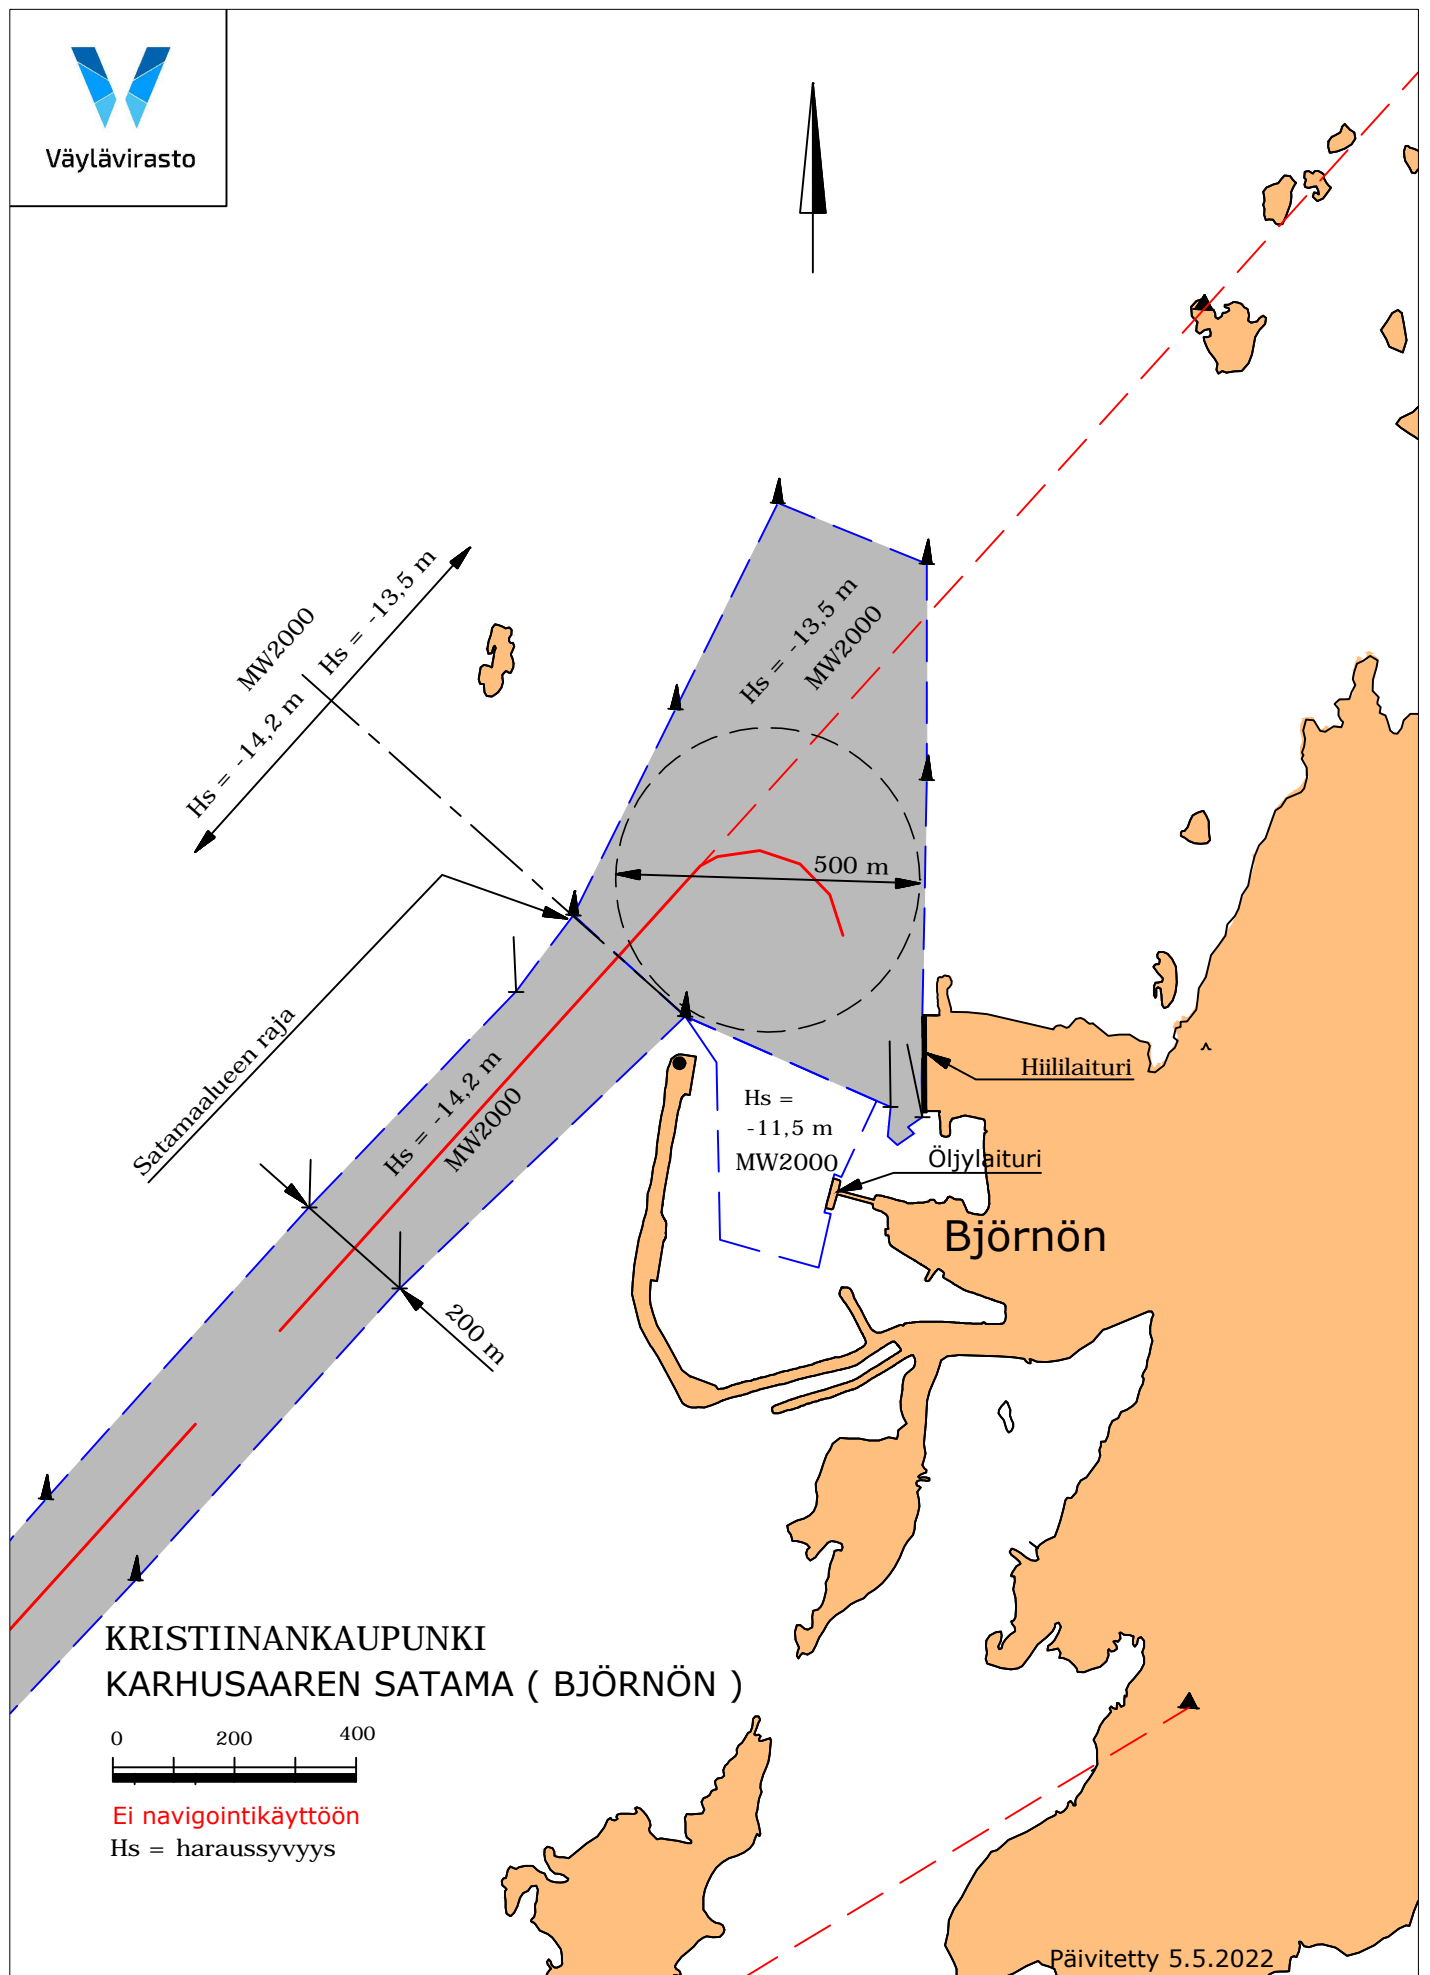 Väylävirasto
MW2000
Hs = -13,5 m
Hs = -14,2 m
Hs = -13,5 m
MW2000
500 m
Satamaalueen raja
Hs = -14,2 m
MW2000
Hiililaituri
Hs =
-11,5 m
MW2000
Öljylaituri
Björnön
200 m
KRISTIINANKAUPUNKI
KARHUSAAREN SATAMA ( BJÖRNÖN )
0 200 400
Ei navigointikäyttöön
Hs = haraussyvyys
Päivitetty 5.5.2022